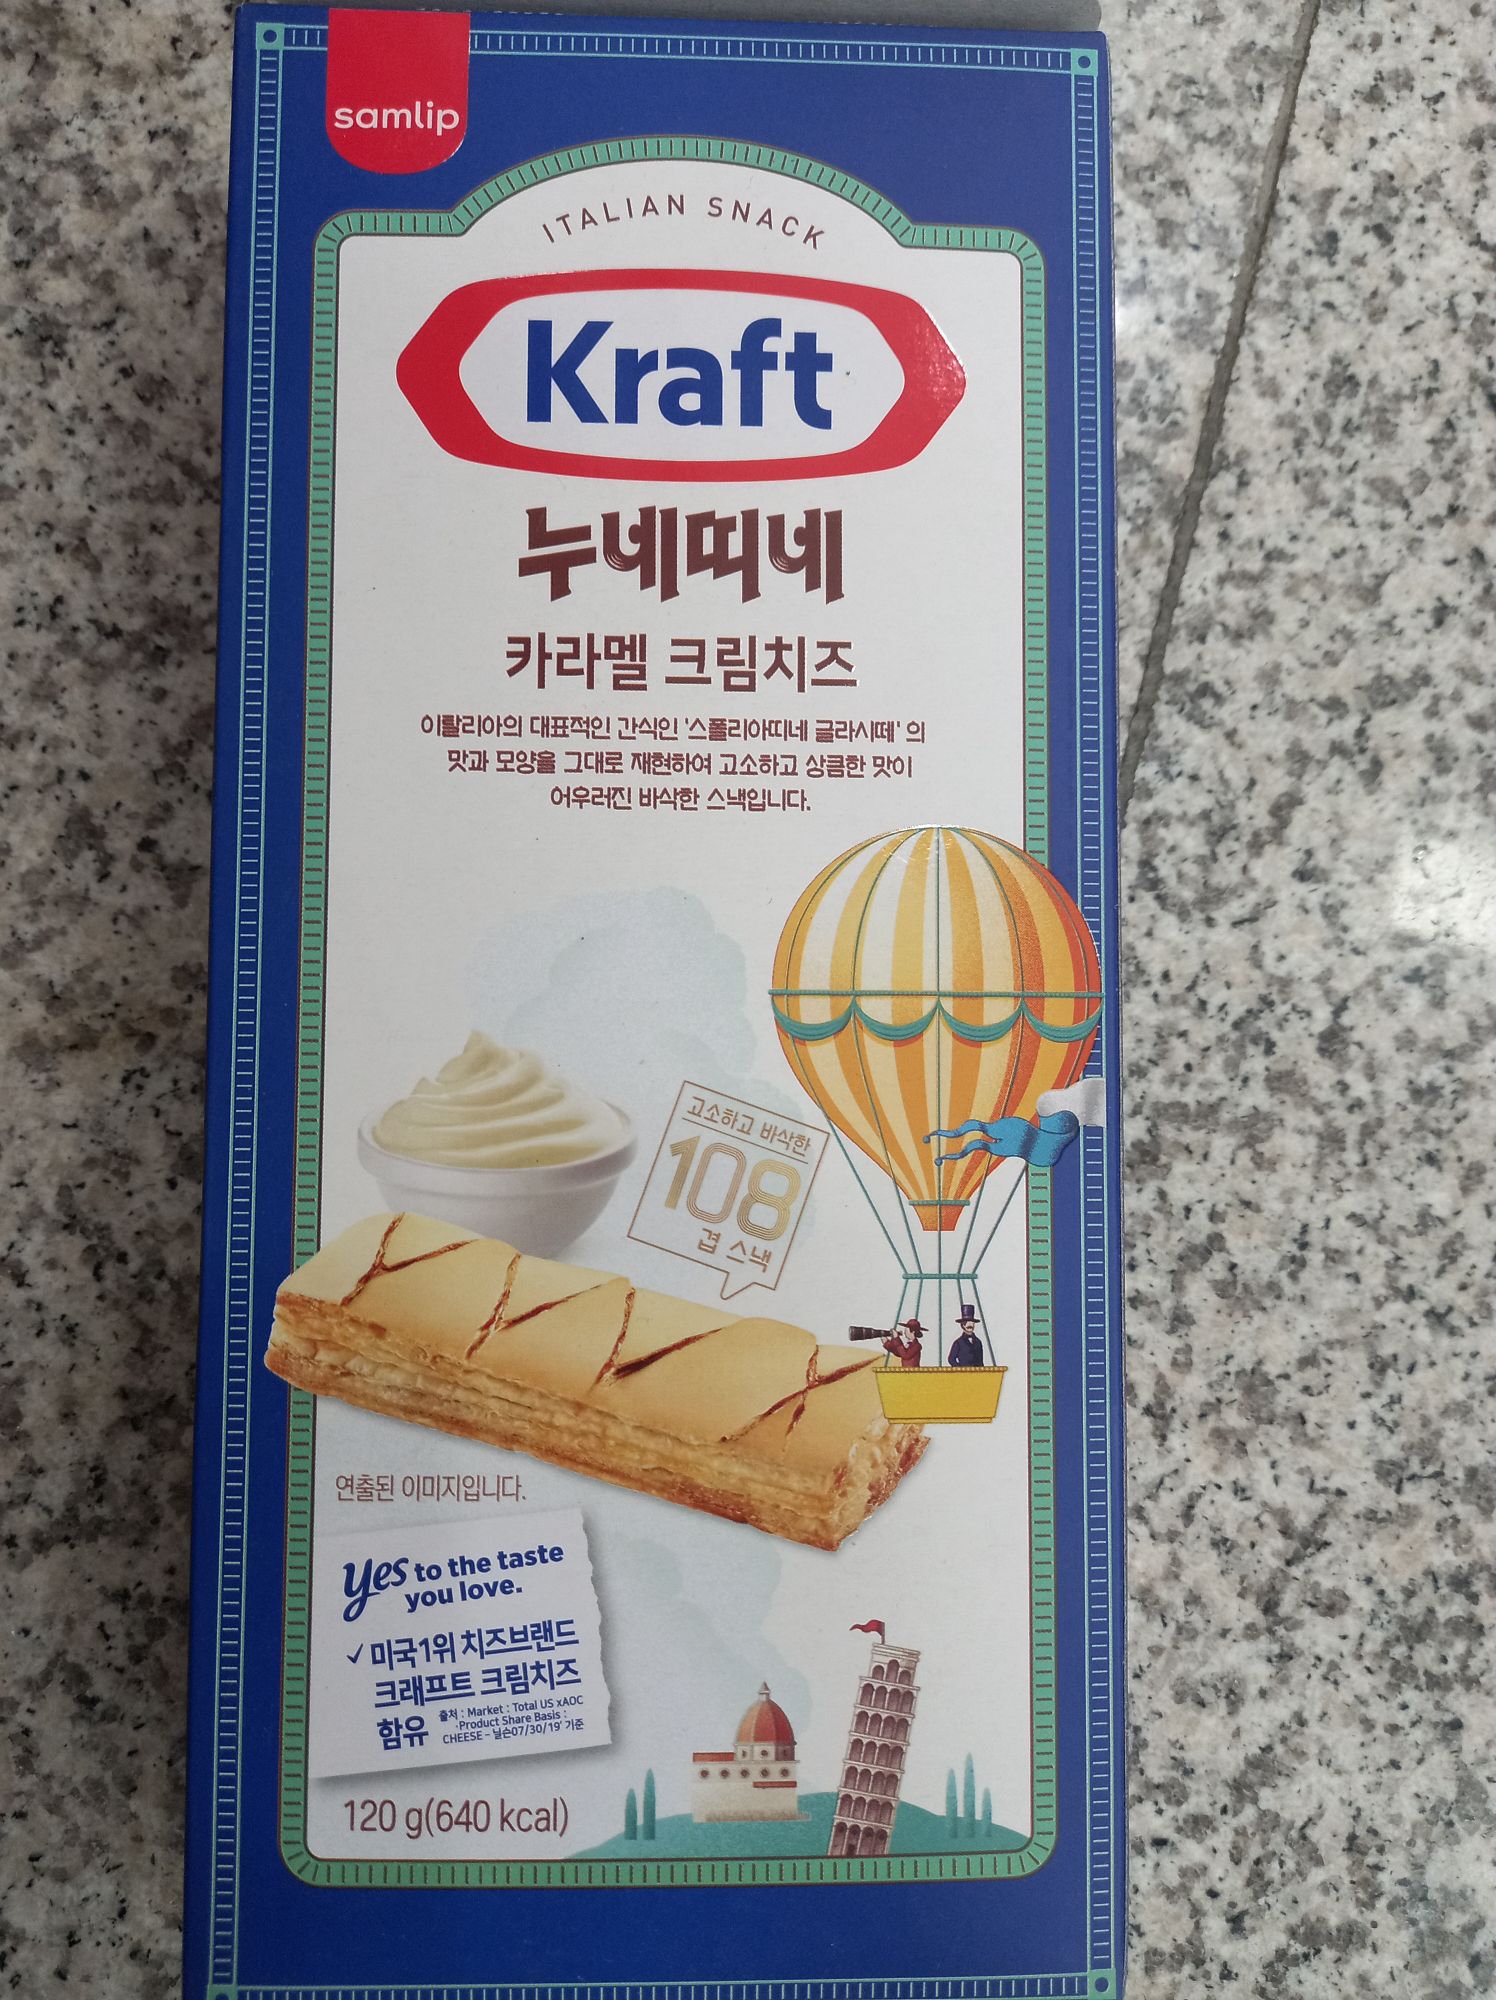 samlip
ITALIAN SNACK
Kraft
누네띠네
카라멜 크림치즈
이탈리아의 대표적인 간식인 '스폴리아띠네 글라사떼' 의
맛과 모양을 그대로 재현하여 고소하고 상큼한 맛이
어우러진 바삭한 스낵입니다.
고소하고 바삭한
108
겹 스낵
연출된 이미지입니다.
yes to the taste
you love.
✓ 미국1위 치즈브랜드
크래프트 크림치즈
함유
출처 : Market : Total US xAOC
·Product Share Basis :
CHEESE - 닐슨07/30/19' 기준
120 g(640 kcal)